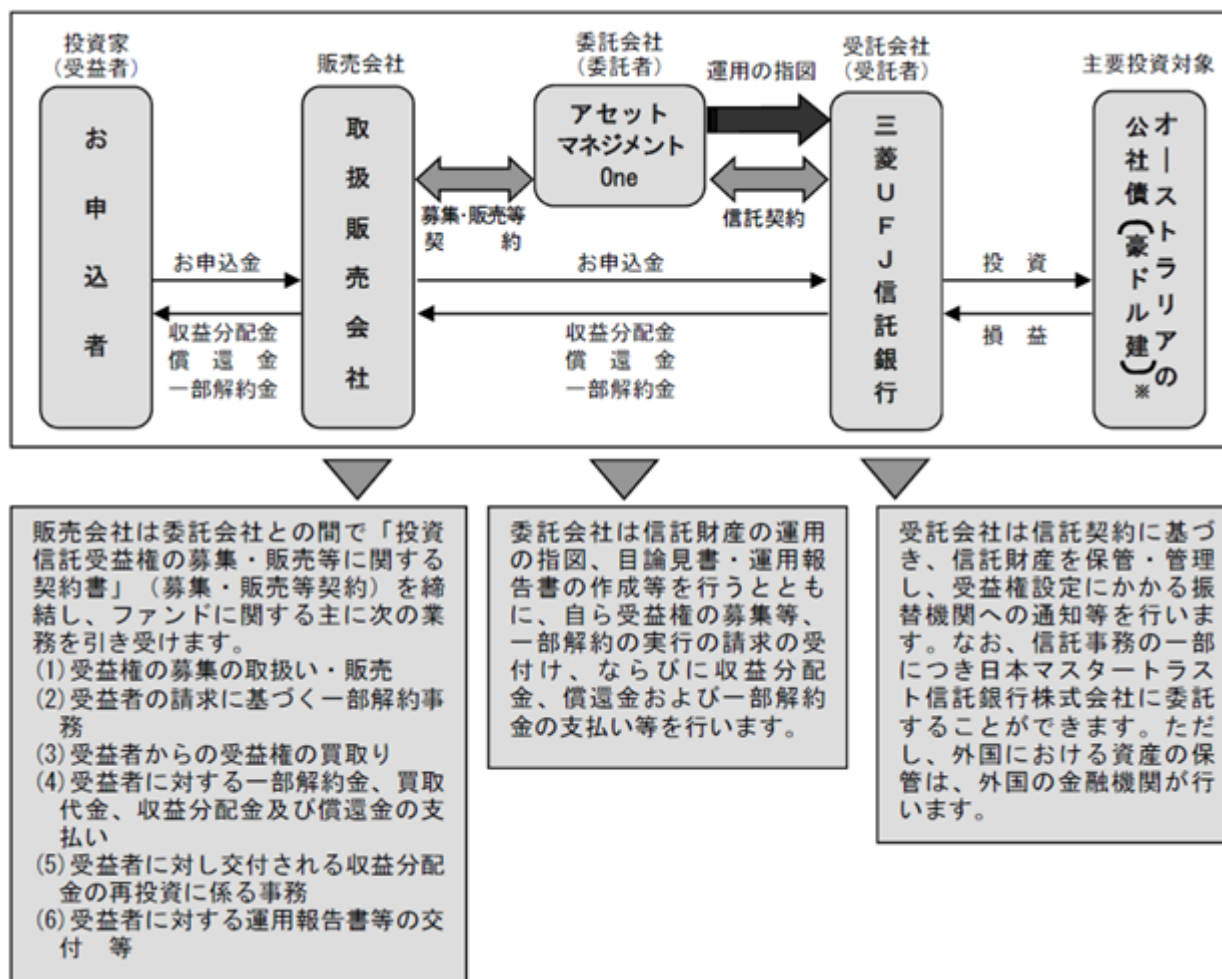 投資家
（受益者）
お申込者
販売会社
取扱販売会社
委託会社
（委託者）
アセット
マネジメント
One
運用の指図
受託会社
（受託者）
三菱ＵＦＪ信託銀行
主要投資対象
オーストラリアの
公社債（豪ドル建）※
募集・販売等
契　約
信託契約
お申込金
収益分配金
償　還　金
一部解約金
お申込金
収益分配金
償　還　金
一部解約金
投　資
損　益
販売会社は委託会社との間で「投資
信託受益権の募集・販売等に関する
契約書」（募集・販売等契約）を締
結し、ファンドに関する主に次の業
務を引き受けます。
(1)受益権の募集の取扱い・販売
(2)受益者の請求に基づく一部解約事
務
(3)受益者からの受益権の買取り
(4)受益者に対する一部解約金、買取
代金、収益分配金及び償還金の支
払い
(5)受益者に対し交付される収益分配
金の再投資に係る事務
(6)受益者に対する運用報告書等の交
付　等
委託会社は信託財産の運用
の指図、目論見書・運用報
告書の作成等を行うととも
に、自ら受益権の募集等、
一部解約の実行の請求の受
付け、ならびに収益分配
金、償還金および一部解約
金の支払い等を行います。
受託会社は信託契約に基づ
き、信託財産を保管・管理
し、受益権設定にかかる振
替機関への通知等を行いま
す。なお、信託事務の一部
につき日本マスタートラス
ト信託銀行株式会社に委託
することができます。ただ
し、外国における資産の保
管は、外国の金融機関が行
います。